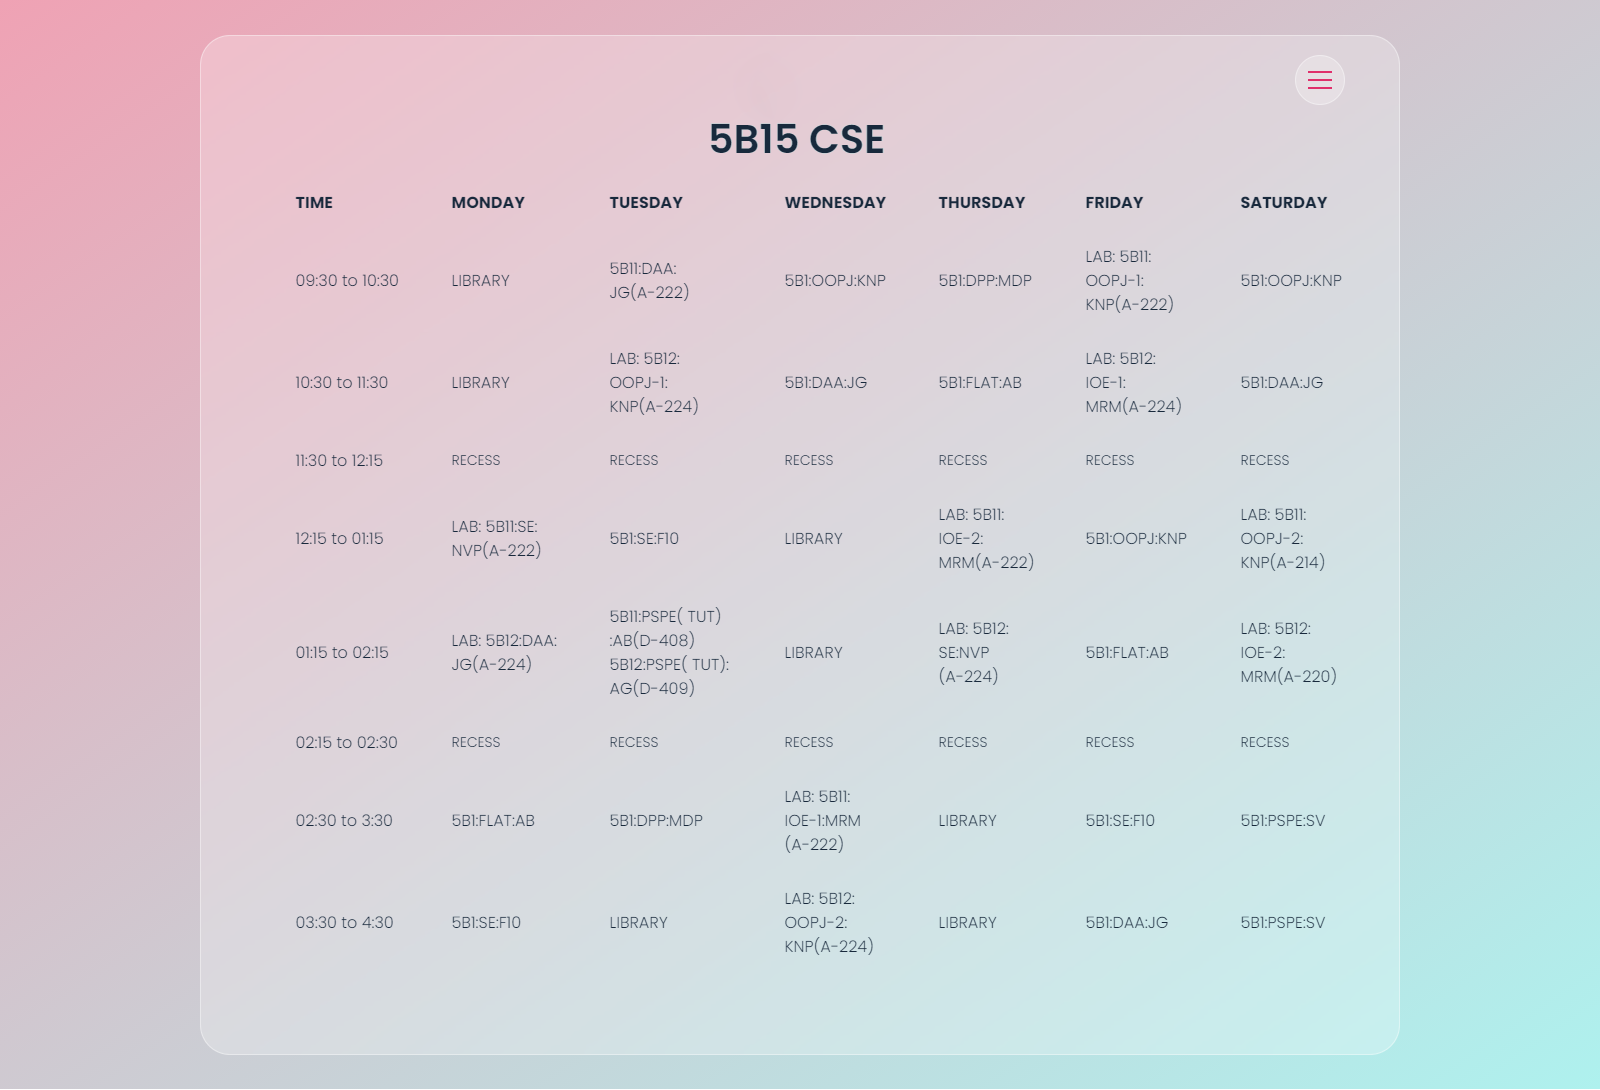 5B15 CSE
TIME MONDAY TUESDAY WEDNESDAY THURSDAY FRIDAY SATURDAY
09:30 to 10:30
LIBRARY
5B11:DAA:
JG(A-222)
5B1:OOPJ:KNP
5B1:DPP:MDP
LAB: 5B11:
OOPJ-1:
KNP(A-222)
5B1:OOPJ:KNP
10:30 to 11:30
LIBRARY
LAB: 5B12:
OOPJ-1:
KNP(A-224)
5B1:DAA:JG
5B1:FLAT:AB
LAB: 5B12:
IOE-1:
MRM(A-224)
5B1:DAA:JG
11:30 to 12:15
RECESS
RECESS
RECESS
RECESS
RECESS
RECESS
12:15 to 01:15
LAB: 5B11:SE:
NVP(A-222)
5B1:SE:F10
LIBRARY
LAB: 5B11:
IOE-2:
MRM(A-222)
5B1:OOPJ:KNP
LAB: 5B11:
OOPJ-2:
KNP(A-214)
01:15 to 02:15
LAB: 5B12:DAA:
JG(A-224)
5B11:PSPE( TUT)
:AB(D-408)
5B12:PSPE( TUT):
AG(D-409)
LIBRARY
LAB: 5B12:
SE:NVP
(A-224)
5B1:FLAT:AB
LAB: 5B12:
IOE-2:
MRM(A-220)
02:15 to 02:30
RECESS
RECESS
RECESS
RECESS
RECESS
RECESS
02:30 to 3:30
5B1:FLAT:AB
5B1:DPP:MDP
LAB: 5B11:
IOE-1:MRM
(A-222)
LIBRARY
5B1:SE:F10
5B1:PSPE:SV
03:30 to 4:30
5B1:SE:F10
LIBRARY
LAB: 5B12:
OOPJ-2:
KNP(A-224)
LIBRARY
5B1:DAA:JG
5B1:PSPE:SV